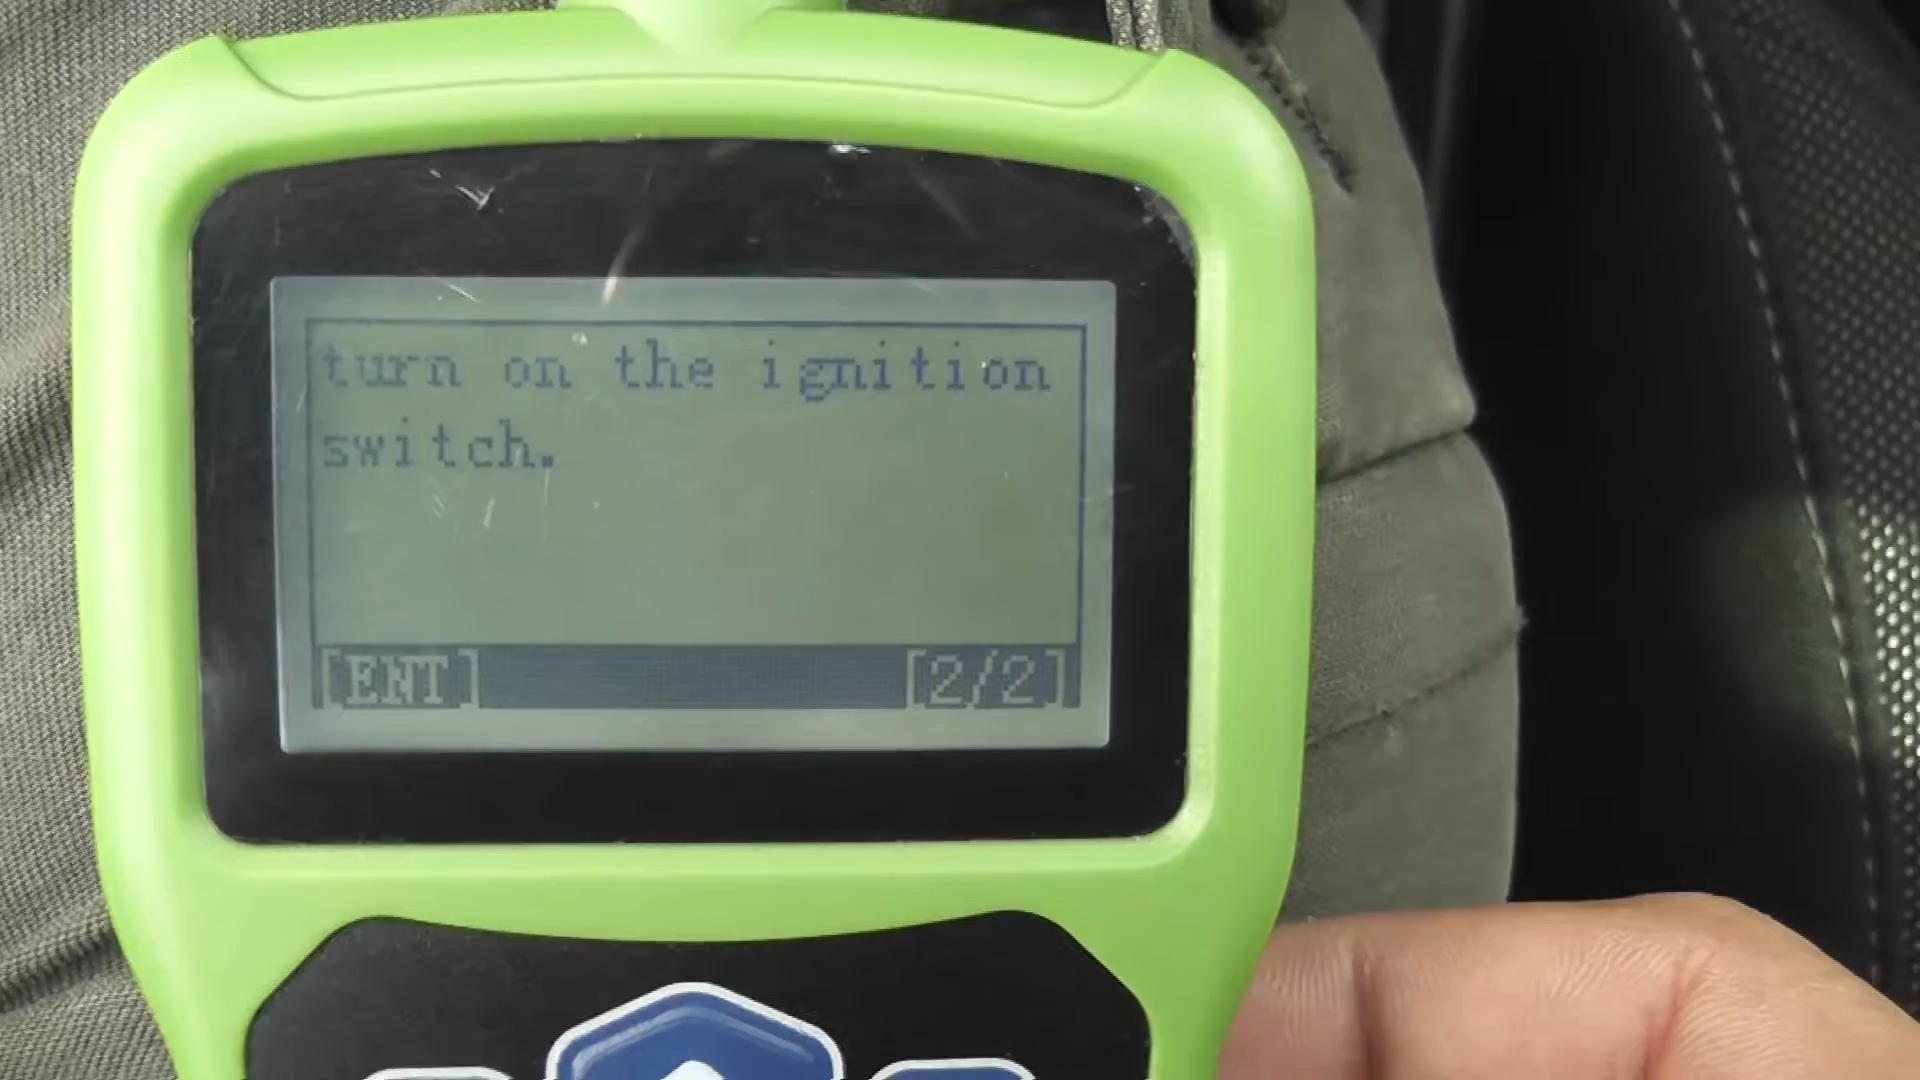 turn on the ignition
switch.
[ENT] [2/2]